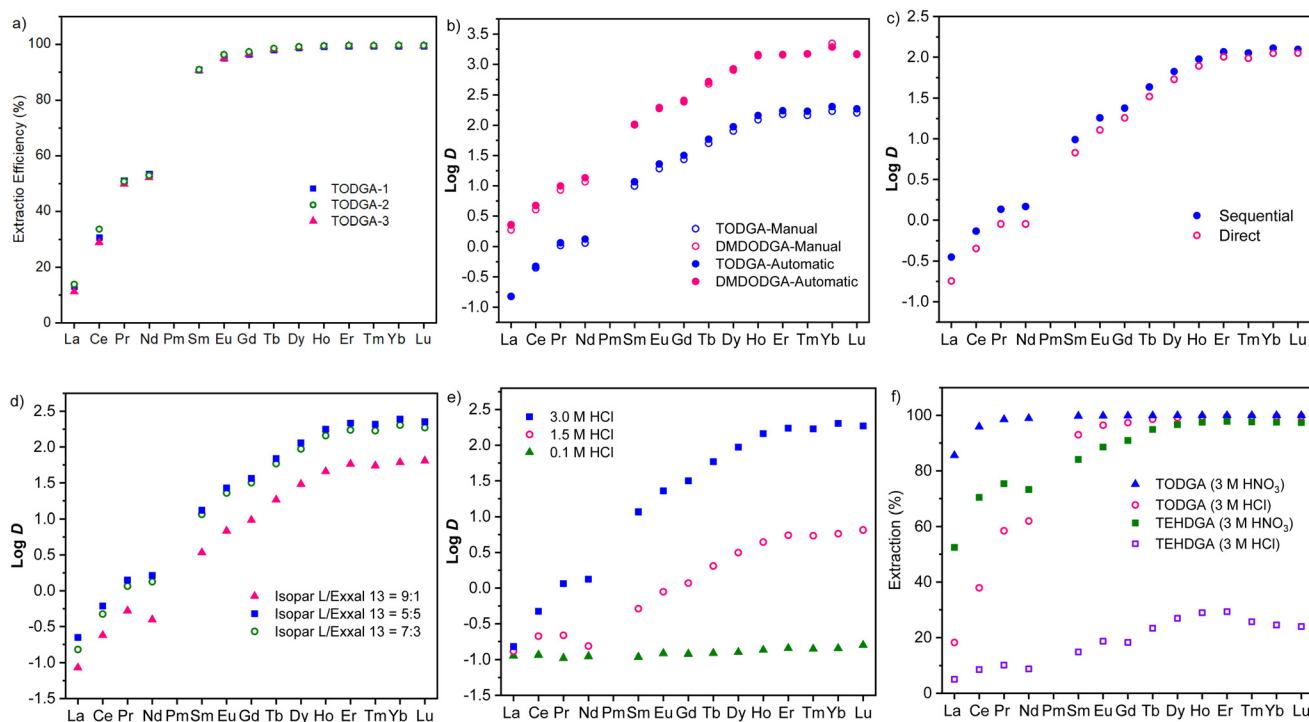 a)
Extractio Efficiency (%)
100
80
60
40
20
0
TODGA-1
TODGA-2
TODGA-3
La Ce Pr Nd Pm Sm Eu Gd Tb Dy Ho Er Tm Yb Lu
b)
Log D
3.5
3.0
2.5
2.0
1.5
1.0
0.5
0.0
-0.5
-1.0
TODGA-Manual
DMDODGA-Manual
TODGA-Automatic
DMDODGA-Automatic
La Ce Pr Nd Pm Sm Eu Gd Tb Dy Ho Er Tm Yb Lu
c)
Log D
2.5
2.0
1.5
1.0
0.5
0.0
-0.5
-1.0
Sequential
Direct
La Ce Pr Nd Pm Sm Eu Gd Tb Dy Ho Er Tm Yb Lu
d)
Log D
2.5
2.0
1.5
1.0
0.5
0.0
-0.5
-1.0
-1.5
Isopar L/Exxal 13 = 9:1
Isopar L/Exxal 13 = 5:5
Isopar L/Exxal 13 = 7:3
La Ce Pr Nd Pm Sm Eu Gd Tb Dy Ho Er Tm Yb Lu
e)
Log D
3.0
2.5
2.0
1.5
1.0
0.5
0.0
-0.5
-1.0
-1.5
3.0 M HCl
1.5 M HCl
0.1 M HCl
La Ce Pr Nd Pm Sm Eu Gd Tb Dy Ho Er Tm Yb Lu
f)
Extraction (%)
100
80
60
40
20
0
TODGA (3 M HNO₃)
TODGA (3 M HCl)
TEHDGA (3 M HNO₃)
TEHDGA (3 M HCl)
La Ce Pr Nd Pm Sm Eu Gd Tb Dy Ho Er Tm Yb Lu